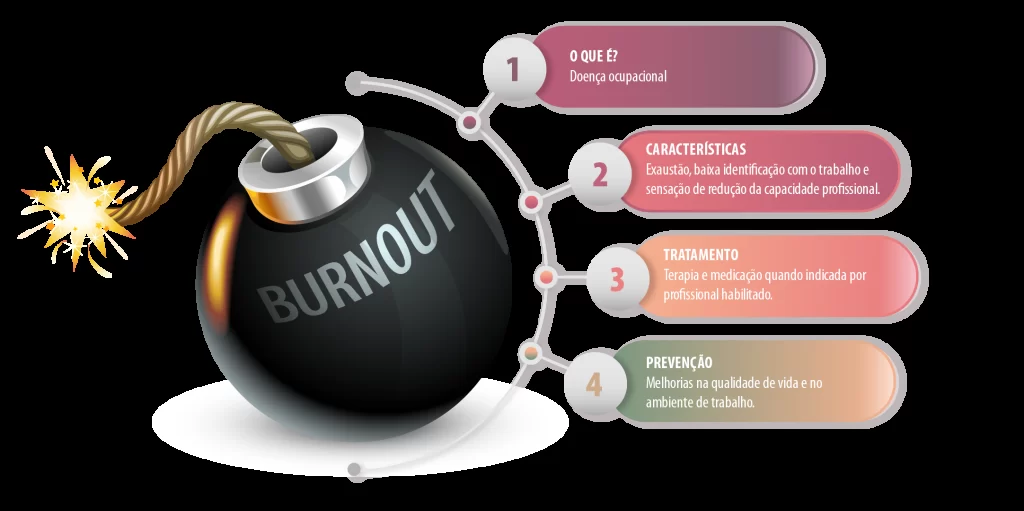 BURNOUT
1
O QUE É?
Doença ocupacional
2
CARACTERÍSTICAS
Exaustão, baixa identificação com o trabalho e
sensação de redução da capacidade profissional.
3
TRATAMENTO
Terapia e medicação quando indicada por
profissional habilitado.
4
PREVENÇÃO
Melhorias na qualidade de vida e no
ambiente de trabalho.